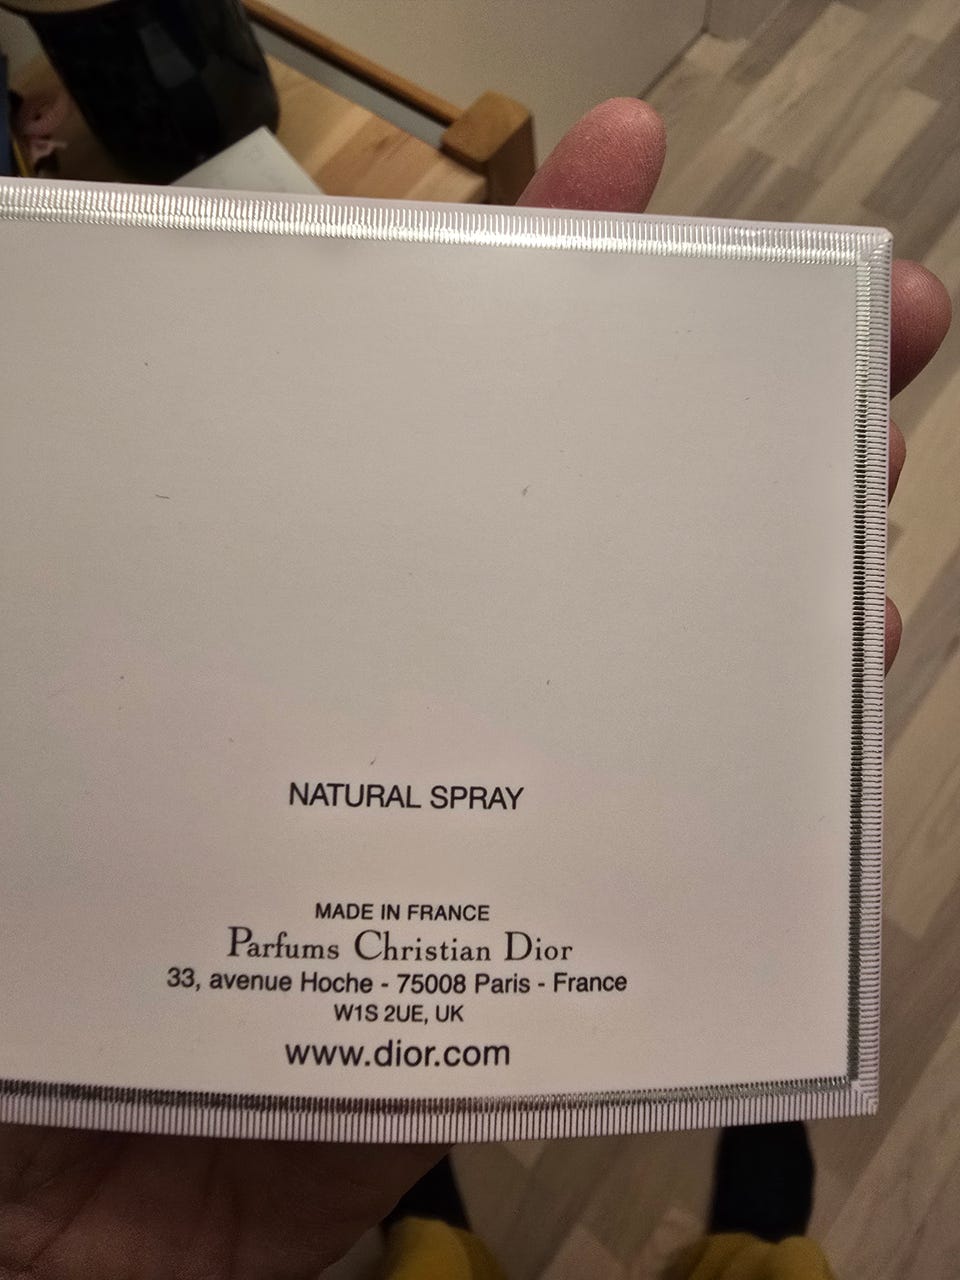 NATURAL SPRAY
MADE IN FRANCE
Parfums Christian Dior
33, avenue Hoche - 75008 Paris - France
W1S 2UE, UK
www.dior.com